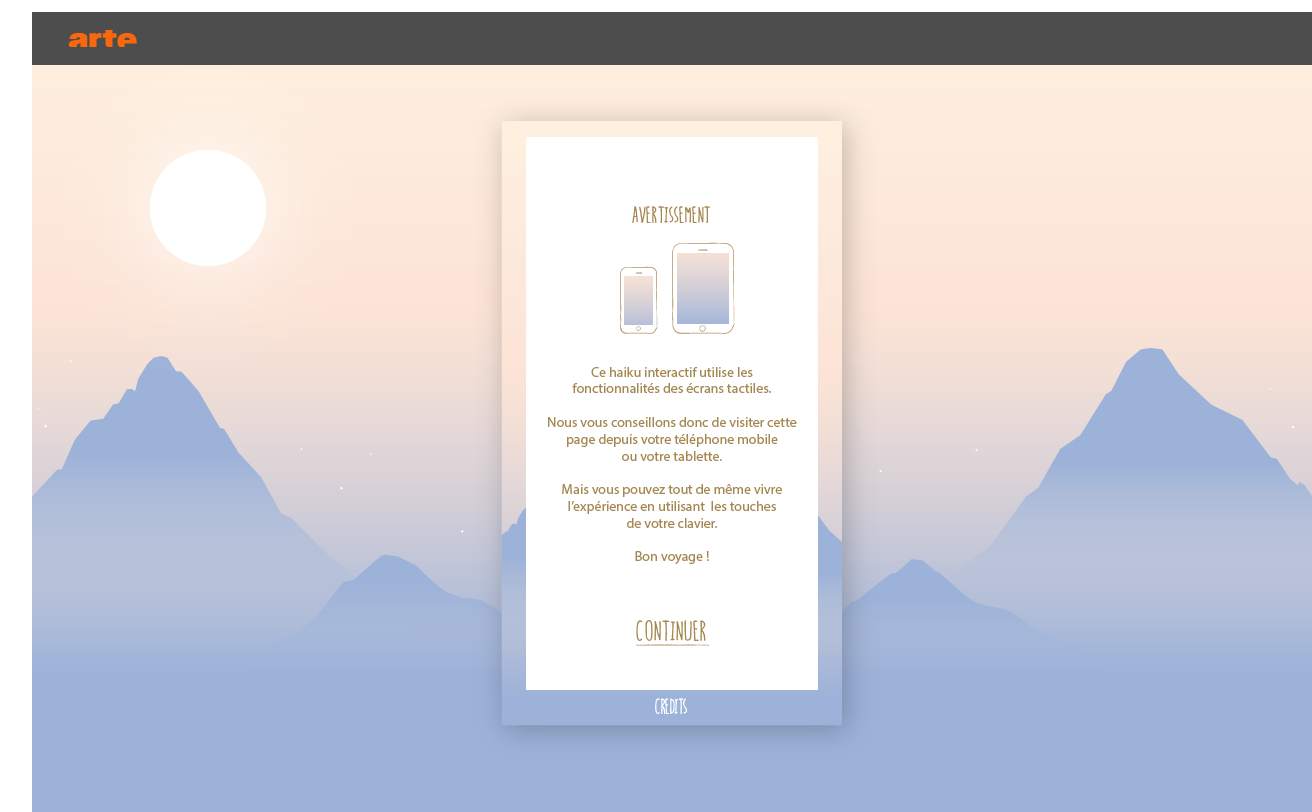 arte
AVERTISSEMENT
Ce haiku interactif utilise les
fonctionnalités des écrans tactiles.
Nous vous conseillons donc de visiter cette
page depuis votre téléphone mobile
ou votre tablette.
Mais vous pouvez tout de même vivre
l'expérience en utilisant  les touches
de votre clavier.
Bon voyage !
CONTINUER
CREDITS